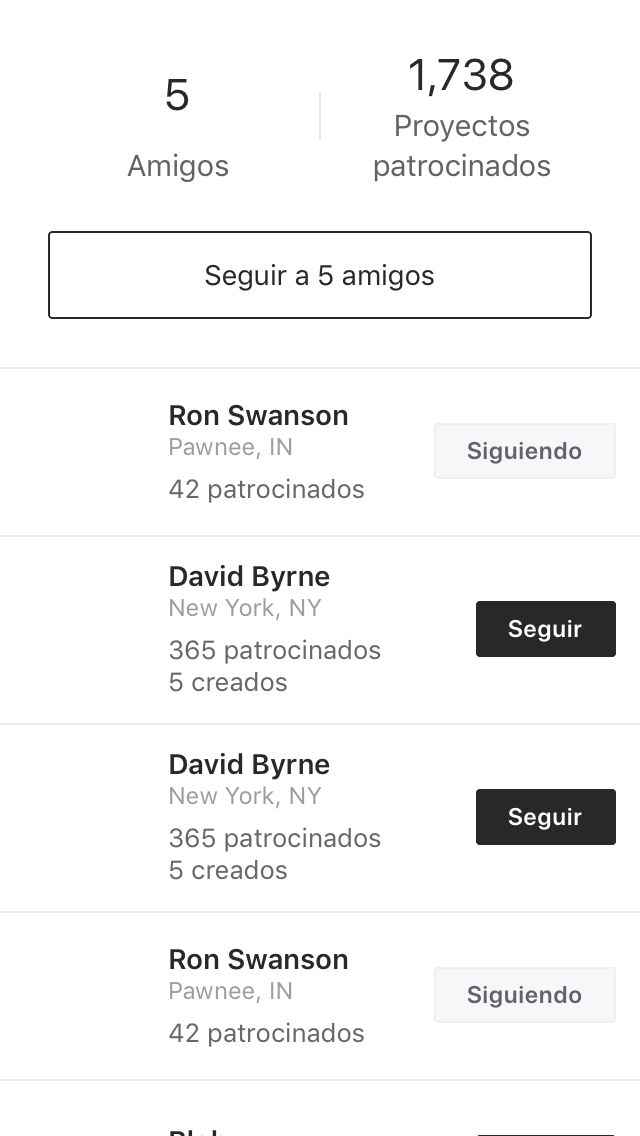 5
Amigos
1,738
Proyectos
patrocinados
Seguir a 5 amigos
Ron Swanson
Pawnee, IN
42 patrocinados
Siguiendo
David Byrne
New York, NY
365 patrocinados
5 creados
Seguir
David Byrne
New York, NY
365 patrocinados
5 creados
Seguir
Ron Swanson
Pawnee, IN
42 patrocinados
Siguiendo